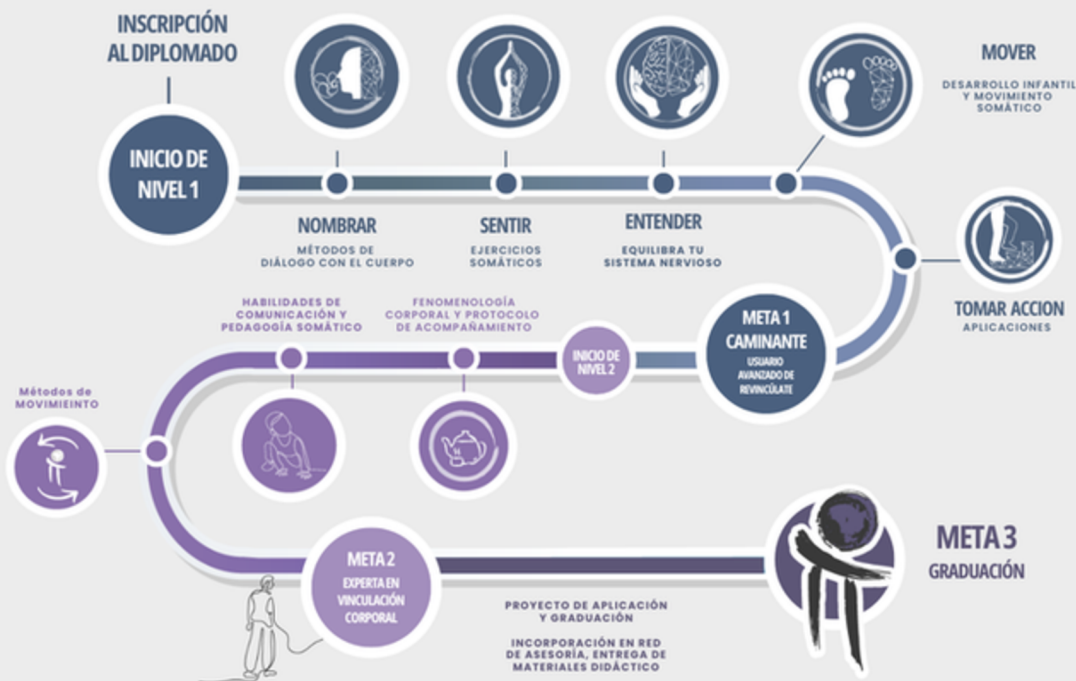 INSCRIPCIÓN
AL DIPLOMADO
INICIO DE
NIVEL 1
NOMBRAR
MÉTODOS DE
DIÁLOGO CON EL CUERPO
SENTIR
EJERCICIOS
SOMÁTICOS
ENTENDER
EQUILIBRA TU
SISTEMA NERVIOSO
MOVER
DESARROLLO INFANTIL
Y MOVIMIENTO
SOMÁTICO
TOMAR ACCION
APLICACIONES
META 1
CAMINANTE
USUARIO
AVANZADO DE
REVINCÚLATE
INICIO DE
NIVEL 2
FENOMENOLOGÍA
CORPORAL Y PROTOCOLO
DE ACOMPAÑAMIENTO
HABILIDADES DE
COMUNICACIÓN Y
PEDAGOGÍA SOMÁTICO
Métodos de
MOVIMIEINTO
META 2
EXPERTA EN
VINCULACIÓN
CORPORAL
PROYECTO DE APLICACIÓN
Y GRADUACIÓN
INCORPORACIÓN EN RED
DE ASESORÍA, ENTREGA DE
MATERIALES DIDÁCTICO
META 3
GRADUACIÓN